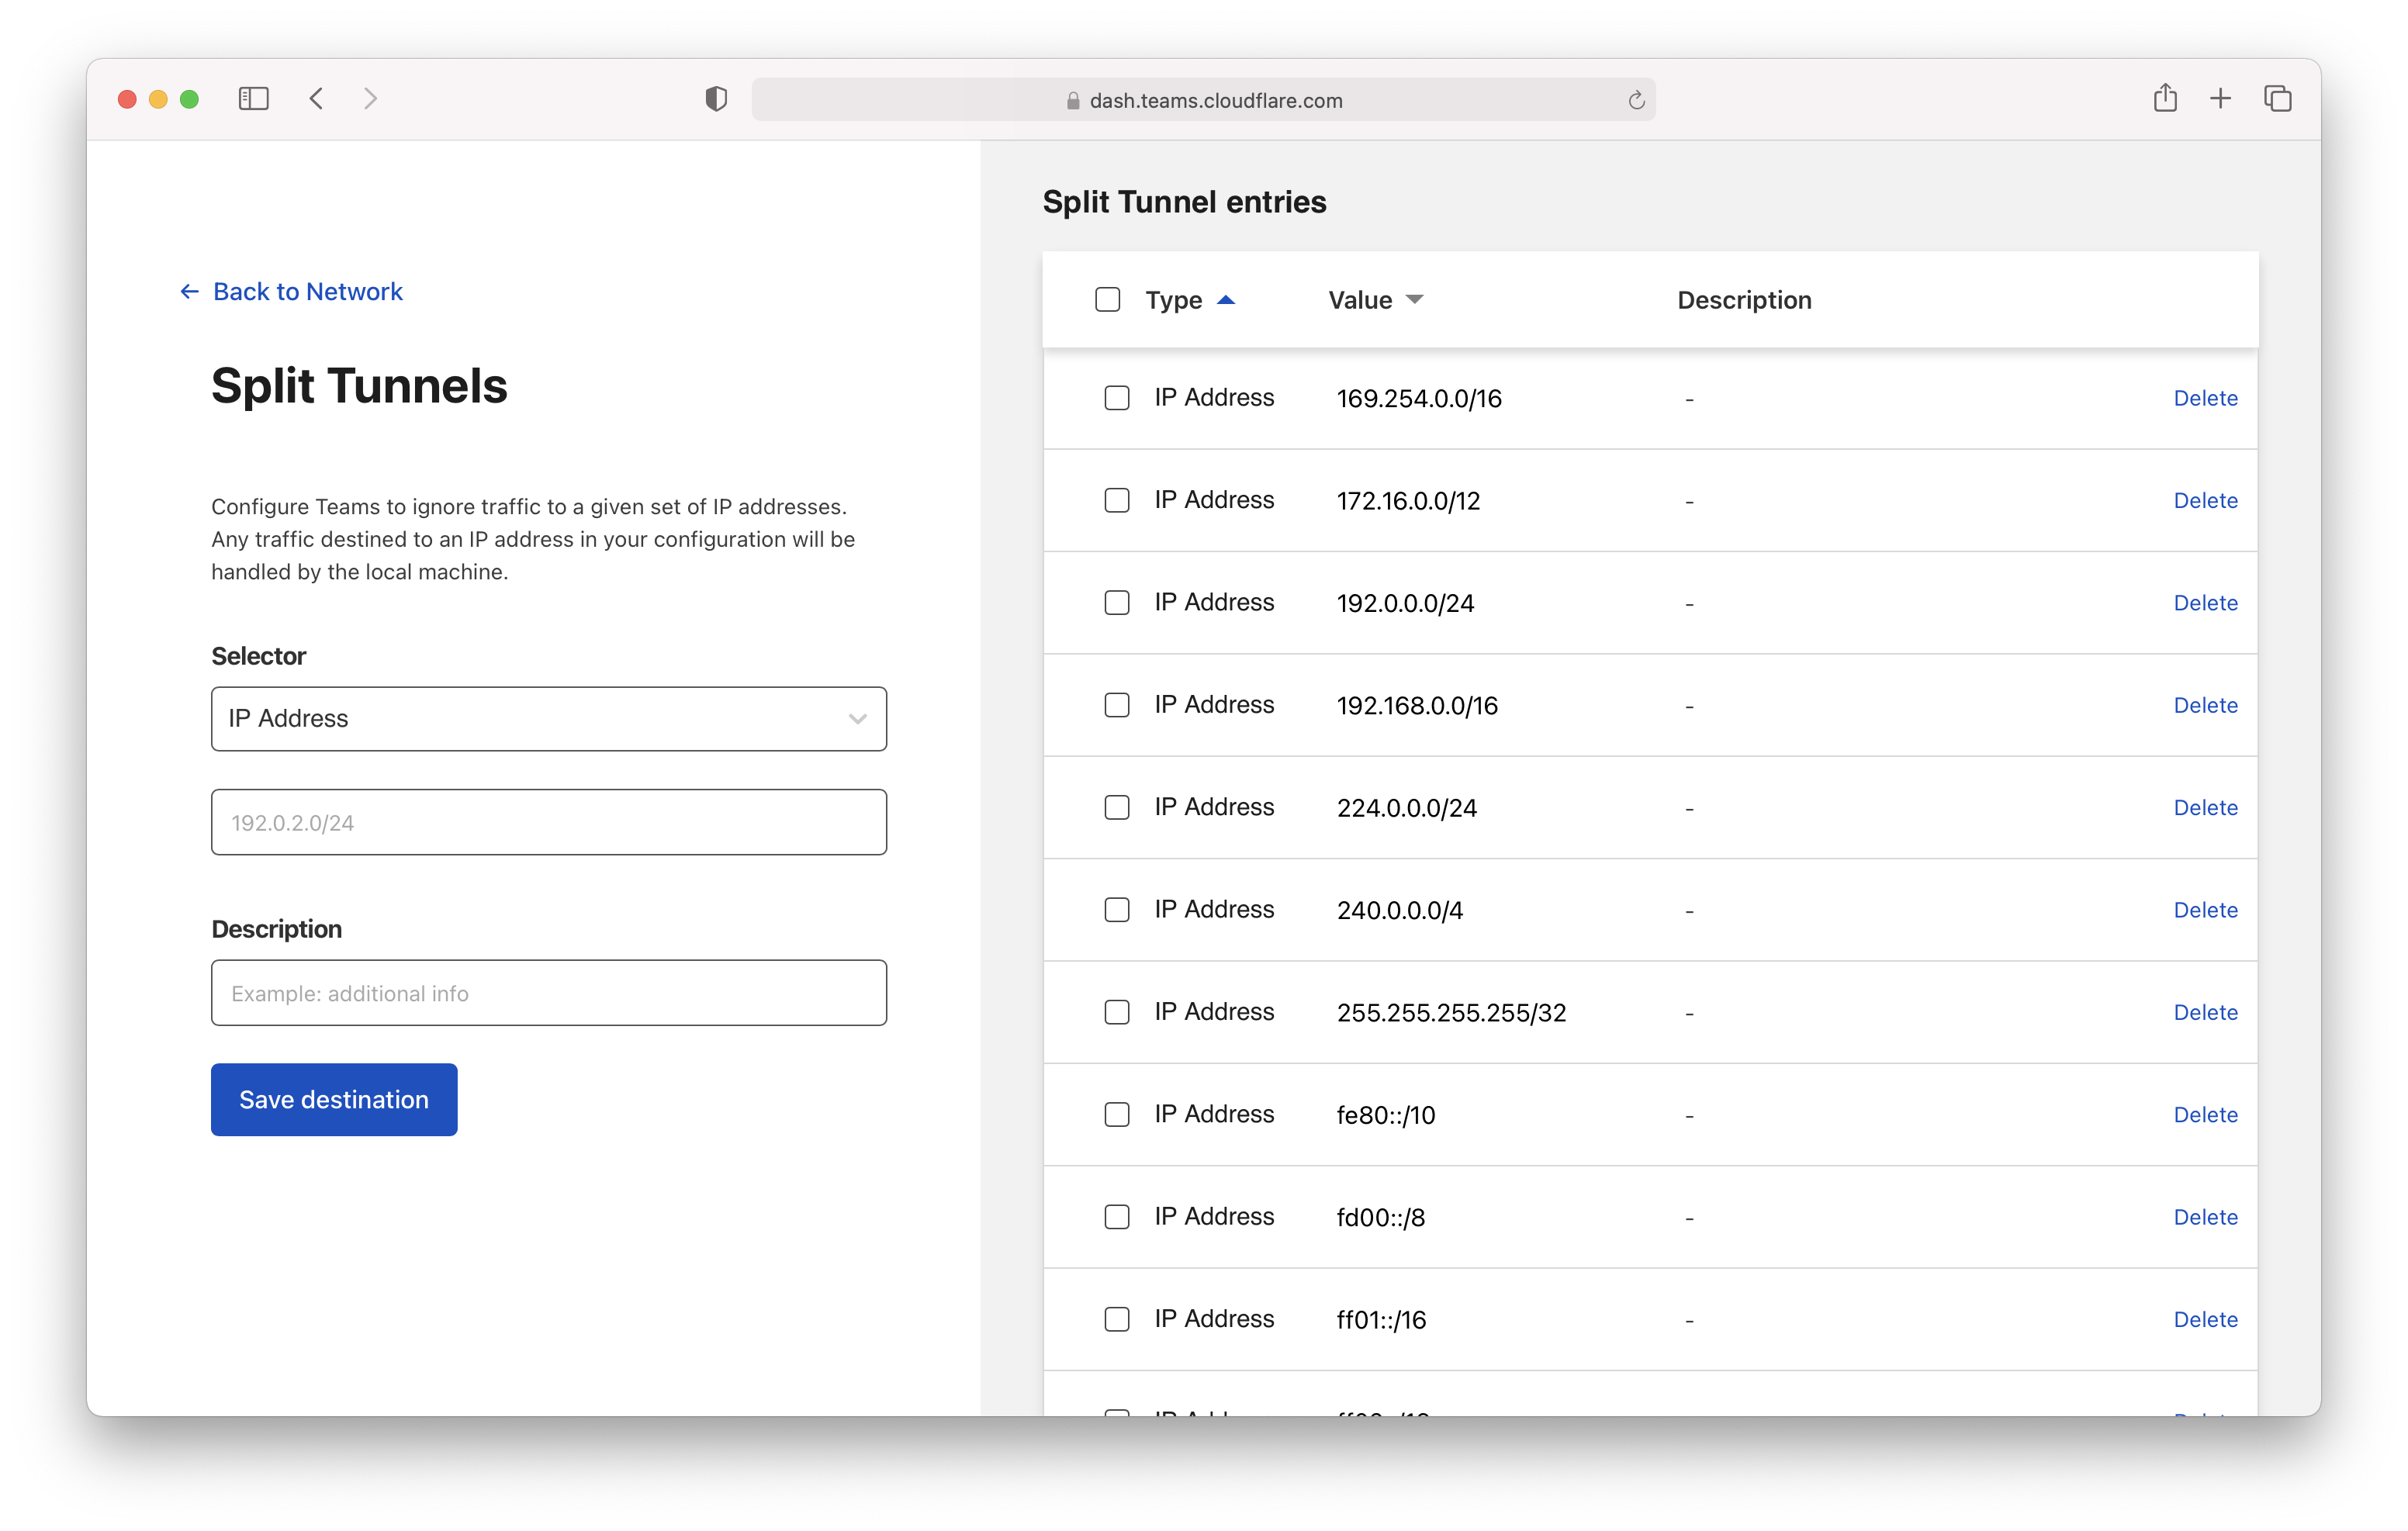 dash.teams.cloudflare.com
Back to Network
Split Tunnels
Configure Teams to ignore traffic to a given set of IP addresses.
Any traffic destined to an IP address in your configuration will be
handled by the local machine.
Selector
IP Address
192.0.2.0/24
Description
Example: additional info
Save destination
Split Tunnel entries
Type Value Description
IP Address 169.254.0.0/16 - Delete
IP Address 172.16.0.0/12 - Delete
IP Address 192.0.0.0/24 - Delete
IP Address 192.168.0.0/16 - Delete
IP Address 224.0.0.0/24 - Delete
IP Address 240.0.0.0/4 - Delete
IP Address 255.255.255.255/32 - Delete
IP Address fe80::/10 - Delete
IP Address fd00::/8 - Delete
IP Address ff01::/16 - Delete